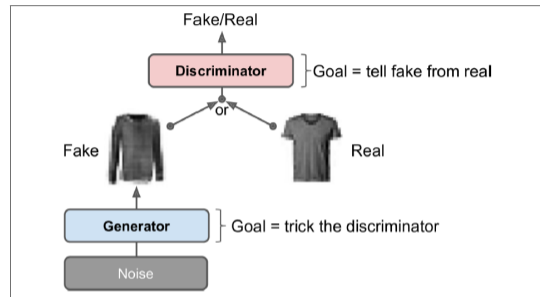 Fake/Real
Discriminator
Goal = tell fake from real
or
Fake
Real
Generator
Goal = trick the discriminator
Noise